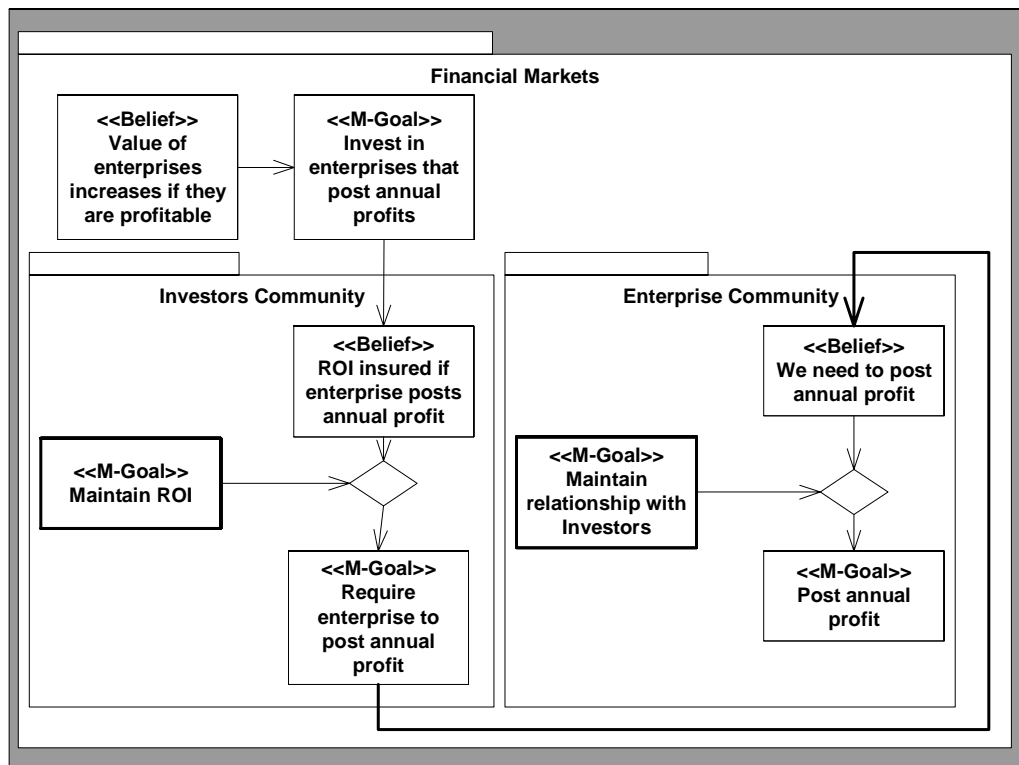 Financial Markets
<<Belief>>
Value of
enterprises
increases if they
are profitable
<<M-Goal>>
Invest in
enterprises that
post annual
profits
Investors Community
<<Belief>>
ROI insured if
enterprise posts
annual profit
<<M-Goal>>
Maintain ROI
<<M-Goal>>
Require
enterprise to
post annual
profit
Enterprise Community
<<Belief>>
We need to post
annual profit
<<M-Goal>>
Maintain
relationship with
Investors
<<M-Goal>>
Post annual
profit